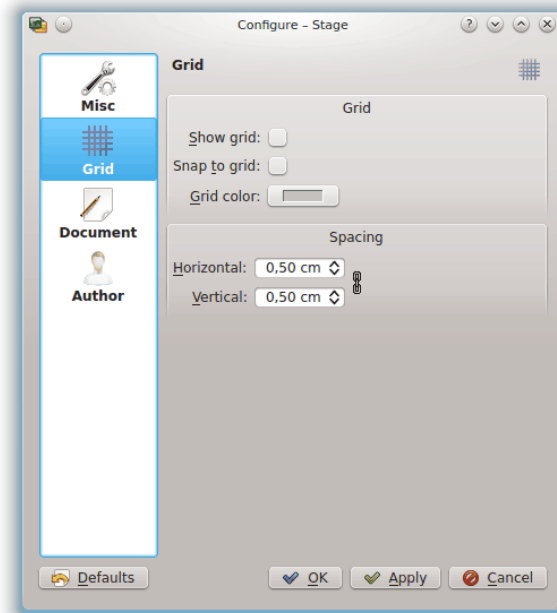 Configure – Stage
Misc
Grid
Document
Author
Grid
Grid
Show grid:
Snap to grid:
Grid color:
Spacing
Horizontal: 0,50 cm
Vertical: 0,50 cm
Defaults OK Apply Cancel